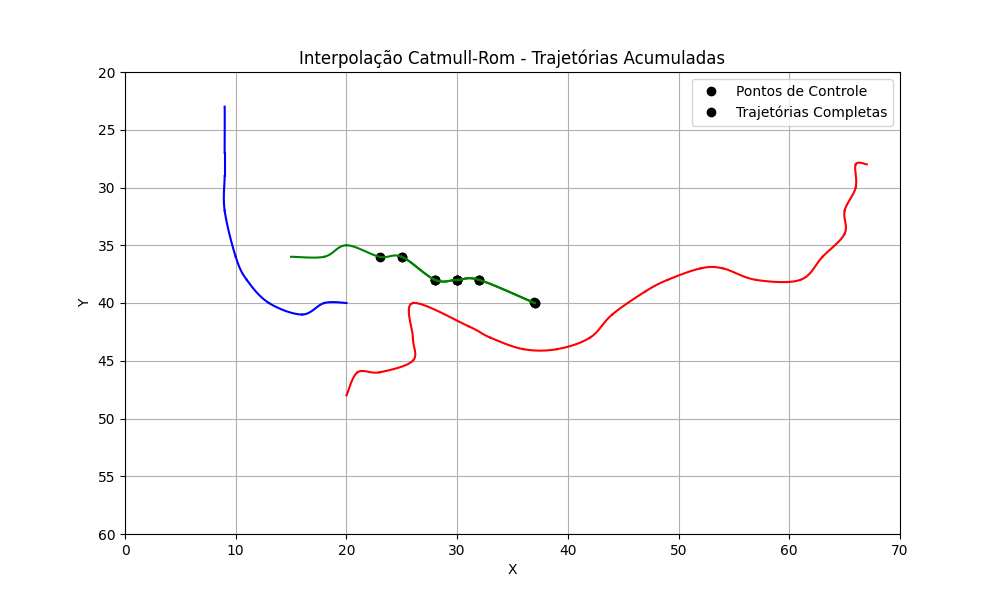 Interpolação Catmull-Rom - Trajetórias Acumuladas
Pontos de Controle
Trajetórias Completas
Y
20
25
30
35
40
45
50
55
60
0 10 20 30 40 50 60 70
X